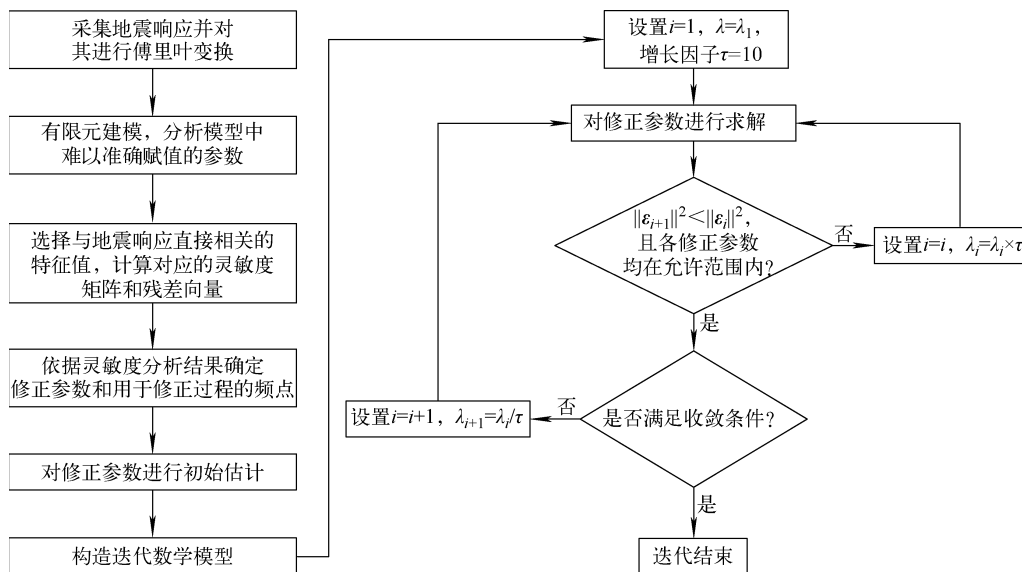 采集地震响应并对
其进行傅里叶变换
有限元建模，分析模型中
难以准确赋值的参数
选择与地震响应直接相关的
特征值，计算对应的灵敏度
矩阵和残差向量
依据灵敏度分析结果确定
修正参数和用于修正过程的频点
对修正参数进行初始估计
构造迭代数学模型
设置i=1，λ=λ₁，
增长因子τ=10
对修正参数进行求解
||εᵢ₊₁||²<||εᵢ||²，
且各修正参数
均在允许范围内?
否
设置i=i，λᵢ=λᵢ×τ
是
是否满足收敛条件?
否
设置i=i+1，λᵢ₊₁=λᵢ/τ
是
迭代结束